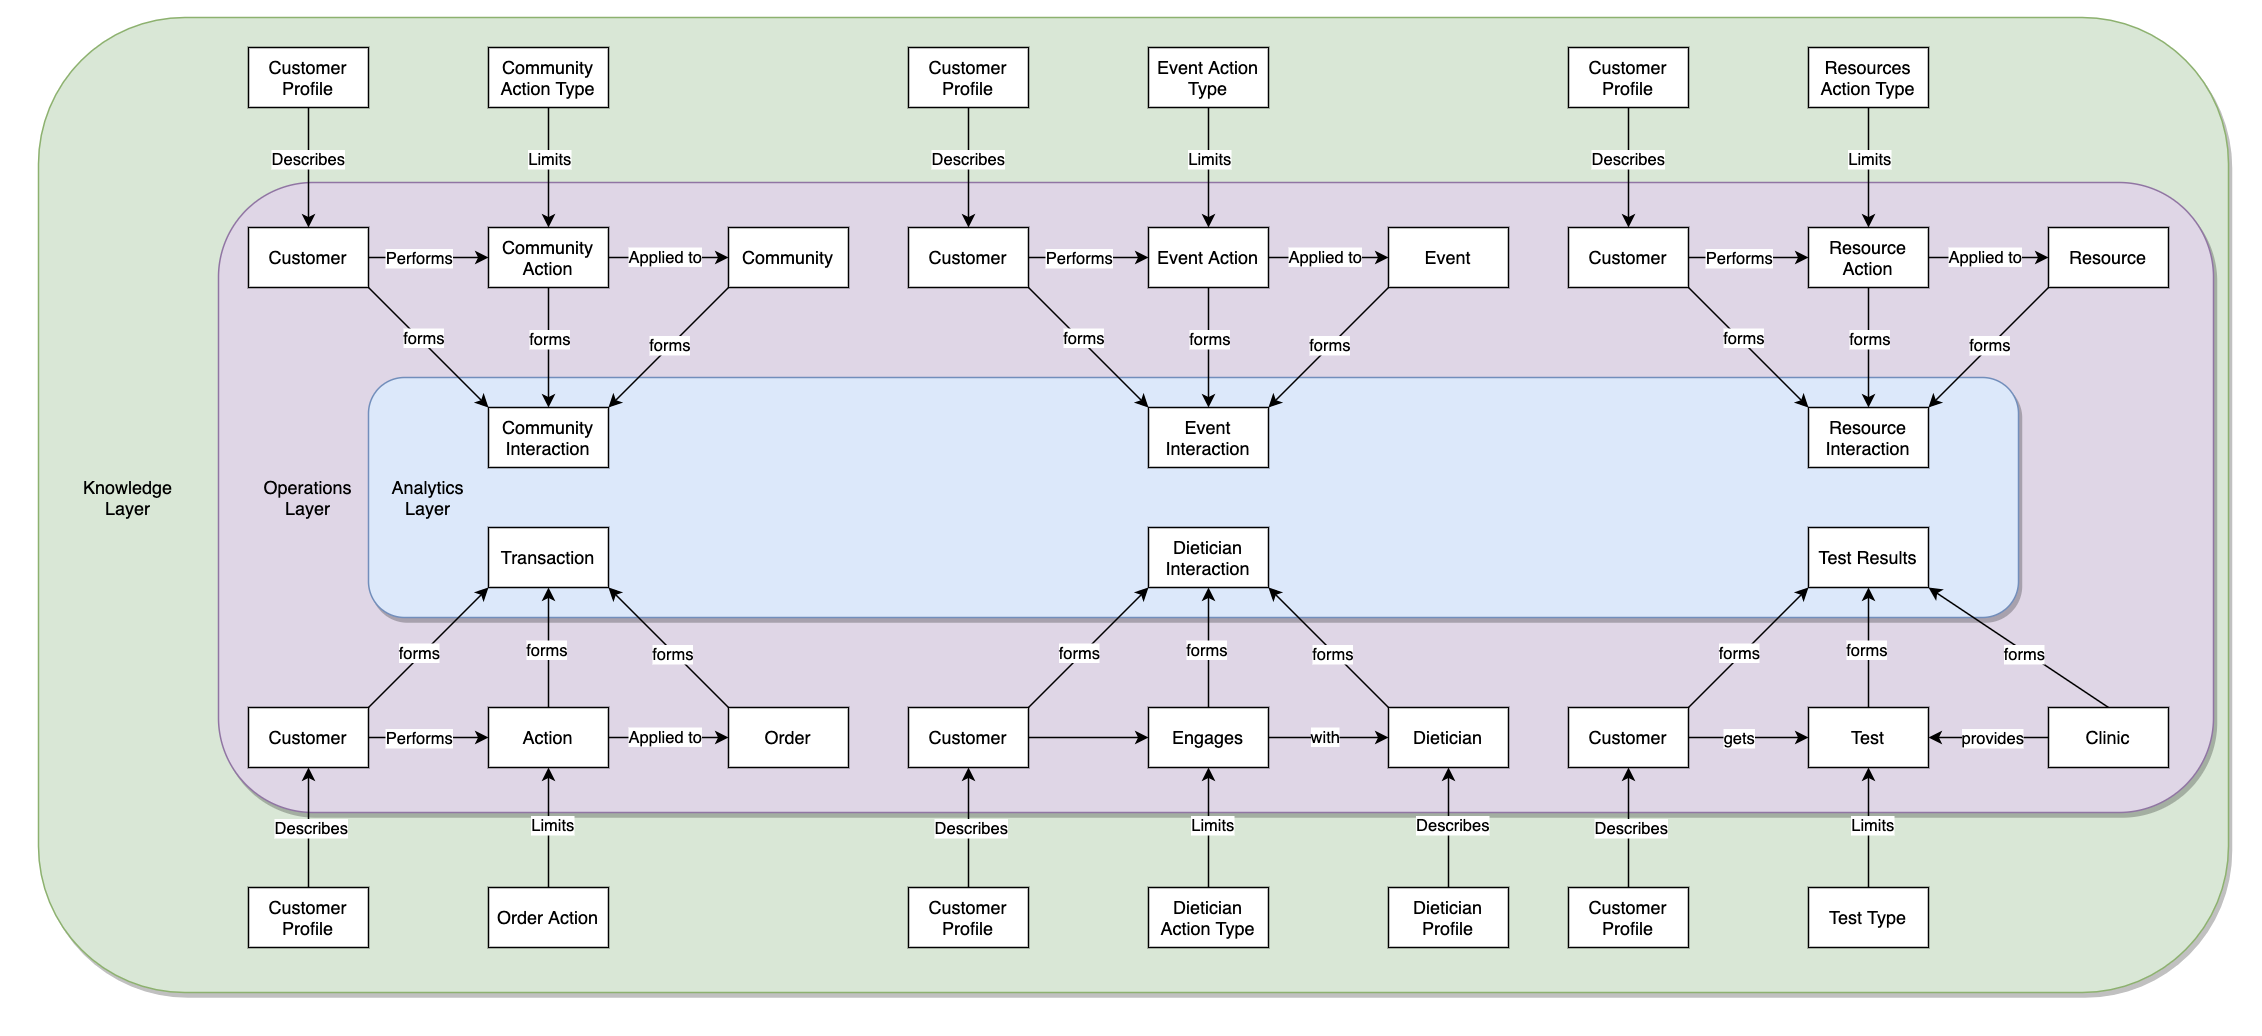 Customer
Profile
Community
Action Type
Customer
Profile
Event Action
Type
Customer
Profile
Resources
Action Type
Describes
Limits
Describes
Limits
Describes
Limits
Customer
Performs
Community
Action
Applied to
Community
Customer
Performs
Event Action
Applied to
Event
Customer
Performs
Resource
Action
Applied to
Resource
forms
forms
forms
forms
forms
forms
forms
forms
forms
Community
Interaction
Event
Interaction
Resource
Interaction
Knowledge
Layer
Operations
Layer
Analytics
Layer
Transaction
Dietician
Interaction
Test Results
forms
forms
forms
forms
forms
forms
forms
forms
forms
Customer
Performs
Action
Applied to
Order
Customer
Engages
with
Dietician
Customer
gets
Test
provides
Clinic
Describes
Limits
Describes
Limits
Describes
Describes
Limits
Customer
Profile
Order Action
Customer
Profile
Dietician
Action Type
Dietician
Profile
Customer
Profile
Test Type